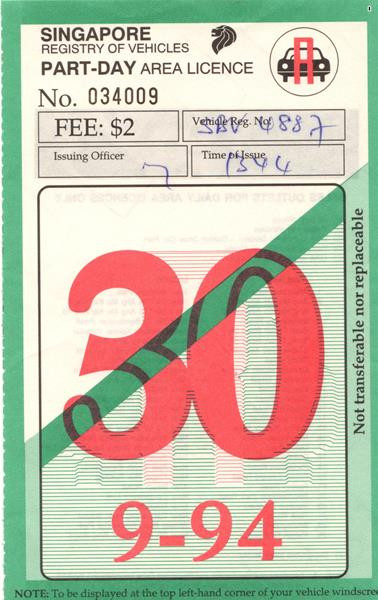 SINGAPORE
REGISTRY OF VEHICLES
PART-DAY AREA LICENCE
No. 034009
FEE: $2
Vehicle Reg. No:
SBV 4887
Issuing Officer
7
Time of Issue
1344
30
9-94
Not transferable nor replaceable
NOTE: To be displayed at the top left-hand corner of your vehicle windscre